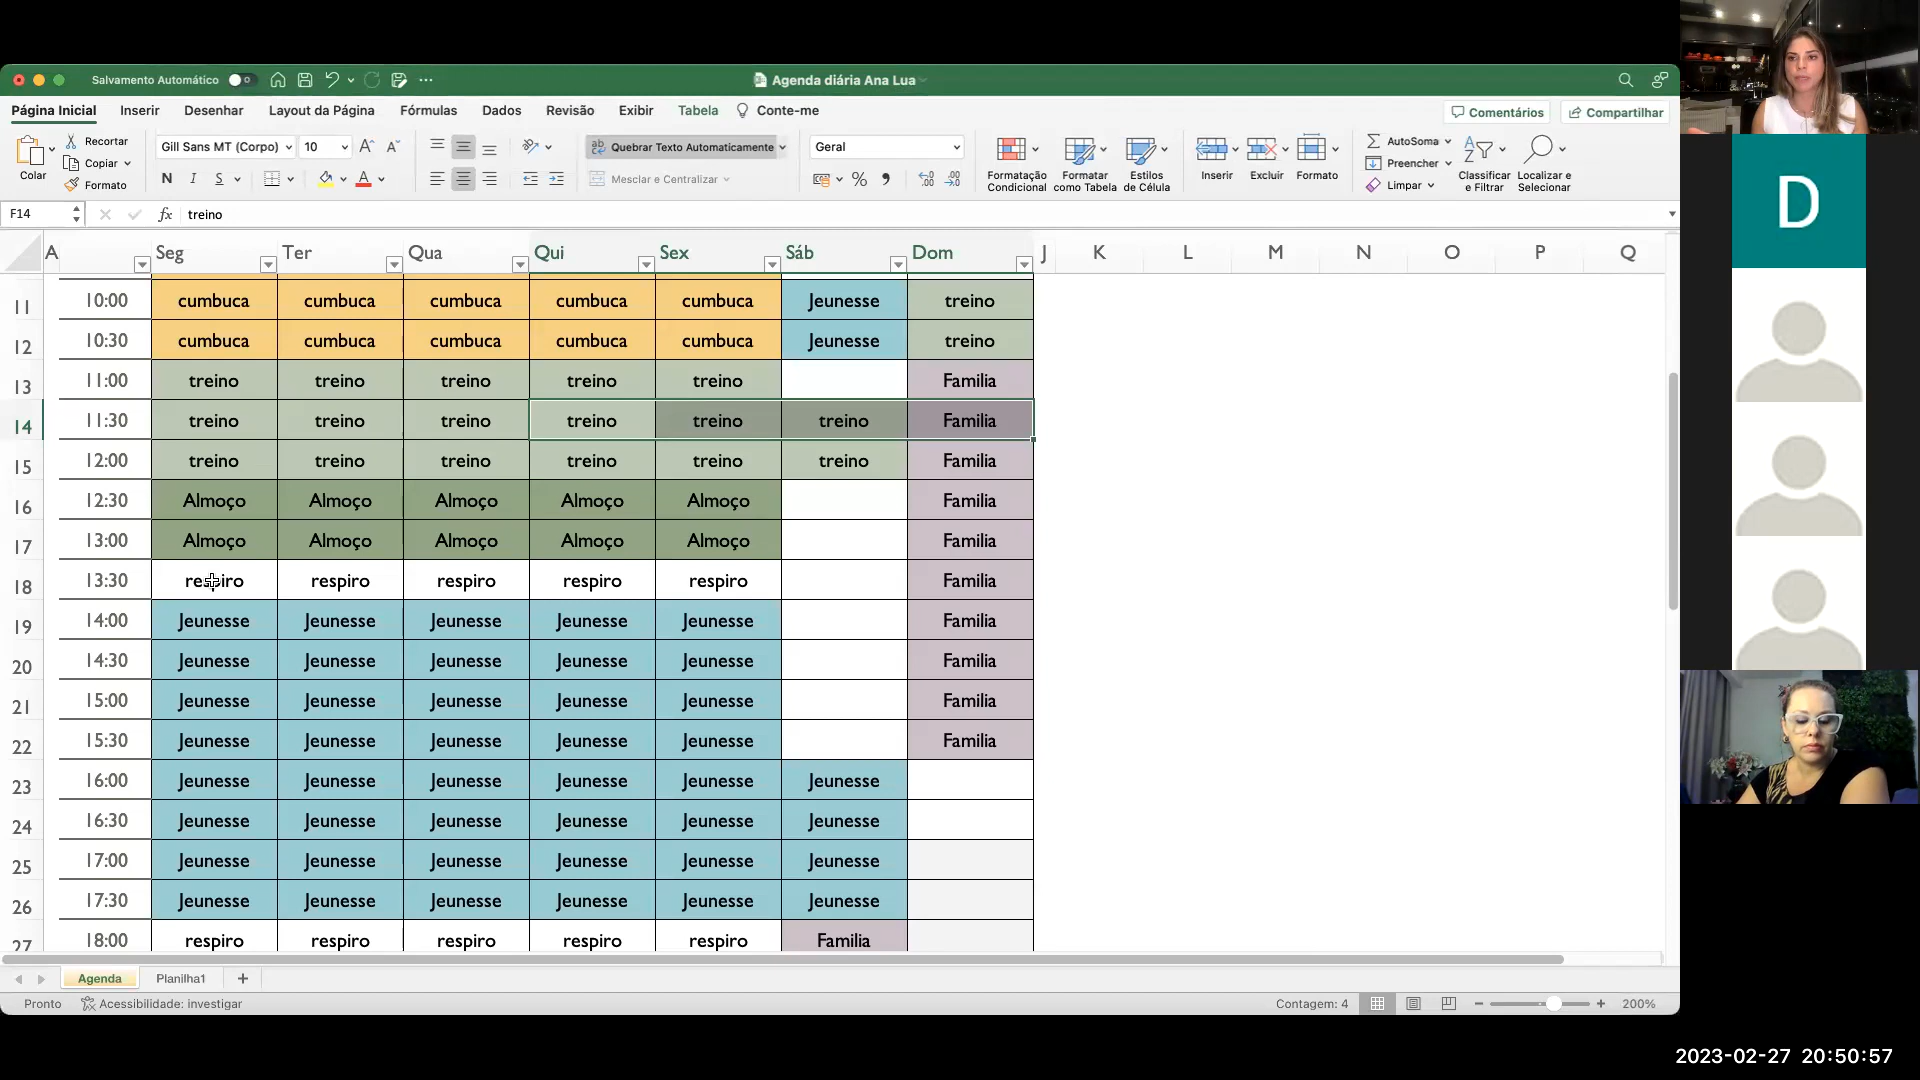 Salvamento Automático
Agenda diária Ana Lua
Página Inicial Inserir Desenhar Layout da Página Fórmulas Dados Revisão Exibir Tabela Conte-me
Comentários Compartilhar
Colar
Recortar
Copiar
Formato
Gill Sans MT (Corpo) 10
N I S
Quebrar Texto Automaticamente
Mesclar e Centralizar
Geral
Formatação Condicional
Formatar como Tabela
Estilos de Célula
Inserir
Excluir
Formato
AutoSoma
Preencher
Limpar
Classificar e Filtrar
Localizar e Selecionar
F14 fx treino
A Seg Ter Qua Qui Sex Sáb Dom J K L M N O P Q
11 10:00 cumbuca cumbuca cumbuca cumbuca cumbuca Jeunesse treino
12 10:30 cumbuca cumbuca cumbuca cumbuca cumbuca Jeunesse treino
13 11:00 treino treino treino treino treino Familia
14 11:30 treino treino treino treino treino treino Familia
15 12:00 treino treino treino treino treino treino Familia
16 12:30 Almoço Almoço Almoço Almoço Almoço Familia
17 13:00 Almoço Almoço Almoço Almoço Almoço Familia
18 13:30 respiro respiro respiro respiro respiro Familia
19 14:00 Jeunesse Jeunesse Jeunesse Jeunesse Jeunesse Familia
20 14:30 Jeunesse Jeunesse Jeunesse Jeunesse Jeunesse Familia
21 15:00 Jeunesse Jeunesse Jeunesse Jeunesse Jeunesse Familia
22 15:30 Jeunesse Jeunesse Jeunesse Jeunesse Jeunesse Familia
23 16:00 Jeunesse Jeunesse Jeunesse Jeunesse Jeunesse Jeunesse
24 16:30 Jeunesse Jeunesse Jeunesse Jeunesse Jeunesse Jeunesse
25 17:00 Jeunesse Jeunesse Jeunesse Jeunesse Jeunesse Jeunesse
26 17:30 Jeunesse Jeunesse Jeunesse Jeunesse Jeunesse Jeunesse
27 18:00 respiro respiro respiro respiro respiro Familia
Agenda Planilha1 +
Pronto Acessibilidade: investigar Contagem: 4 200%
D
2023-02-27 20:50:57